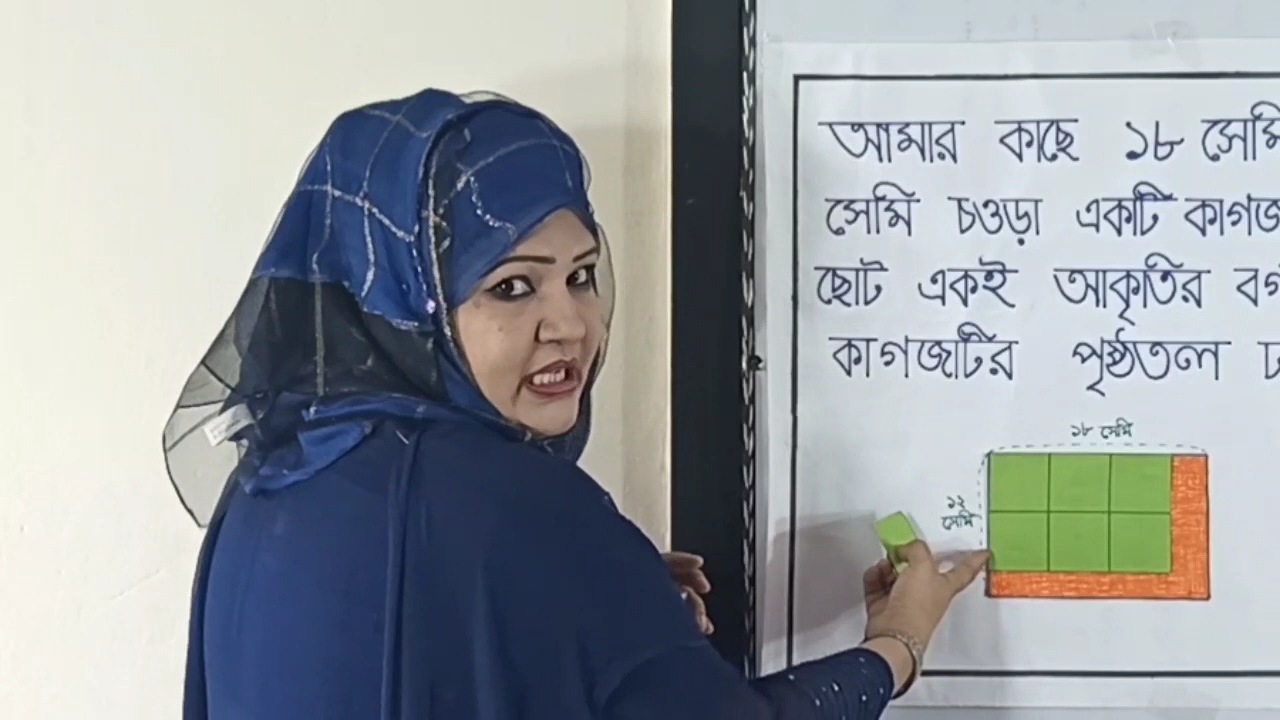 আমার কাছে ১৮ সেমি
সেমি চওড়া একটি কাগজ
ছোট একই আকৃতির
কাগজটির পৃষ্ঠতল
১৮ সেমি
১২
সেমি